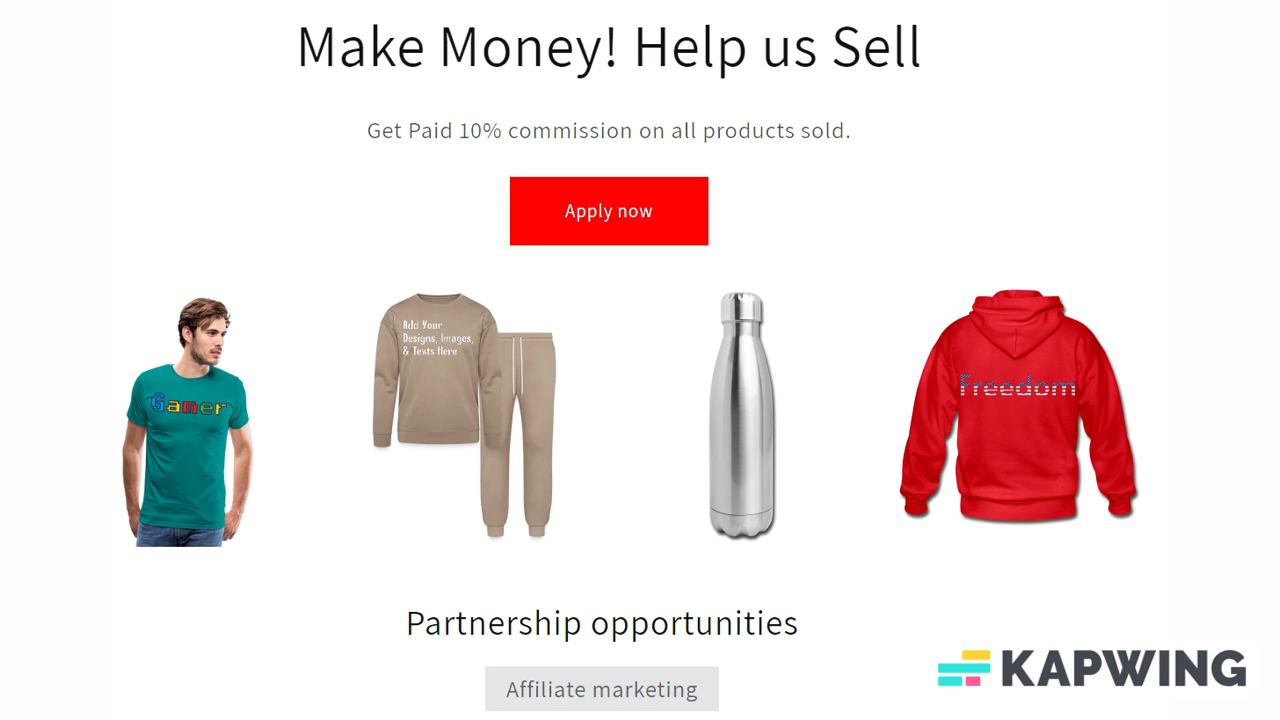 Make Money! Help us Sell
Get Paid 10% commission on all products sold.
Apply now
Gamer
Add Your
Designs, Images,
& Texts Here
Freedom
Partnership opportunities
Affiliate marketing
KAPWING